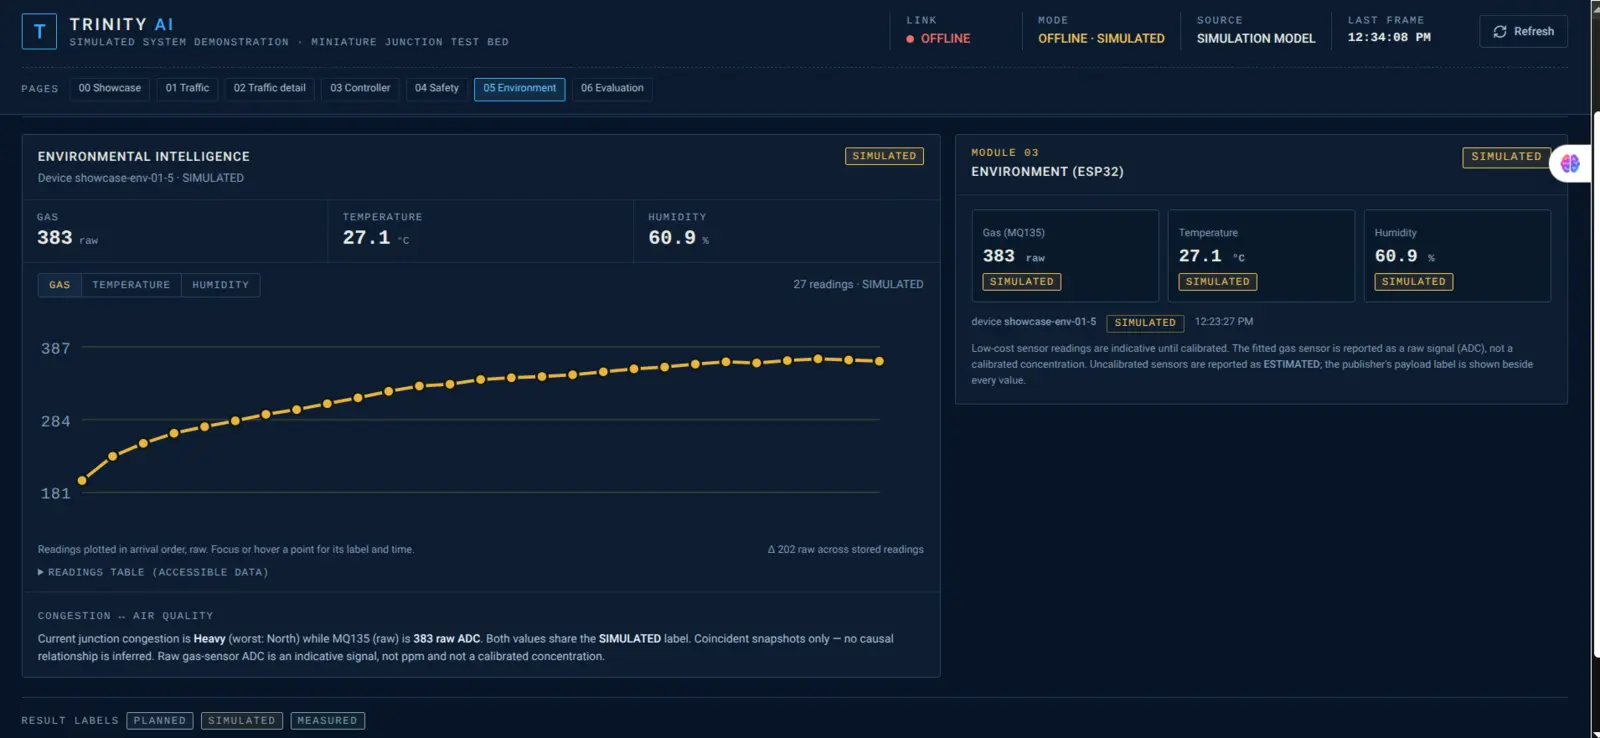 T
TRINITY AI
SIMULATED SYSTEM DEMONSTRATION · MINIATURE JUNCTION TEST BED
LINK
OFFLINE
MODE
OFFLINE · SIMULATED
SOURCE
SIMULATION MODEL
LAST FRAME
12:34:08 PM
Refresh
PAGES 00 Showcase 01 Traffic 02 Traffic detail 03 Controller 04 Safety 05 Environment 06 Evaluation
ENVIRONMENTAL INTELLIGENCE
Device showcase-env-01-5 · SIMULATED
SIMULATED
GAS
383 raw
TEMPERATURE
27.1 °C
HUMIDITY
60.9 %
GAS TEMPERATURE HUMIDITY
27 readings · SIMULATED
387
284
181
Readings plotted in arrival order, raw. Focus or hover a point for its label and time.
Δ 202 raw across stored readings
▶ READINGS TABLE (ACCESSIBLE DATA)
CONGESTION ↔ AIR QUALITY
Current junction congestion is Heavy (worst: North) while MQ135 (raw) is 383 raw ADC. Both values share the SIMULATED label. Coincident snapshots only — no causal
relationship is inferred. Raw gas-sensor ADC is an indicative signal, not ppm and not a calibrated concentration.
MODULE 03
ENVIRONMENT (ESP32)
SIMULATED
Gas (MQ135)
383 raw
SIMULATED
Temperature
27.1 °C
SIMULATED
Humidity
60.9 %
SIMULATED
device showcase-env-01-5 SIMULATED 12:23:27 PM
Low-cost sensor readings are indicative until calibrated. The fitted gas sensor is reported as a raw signal (ADC), not a
calibrated concentration. Uncalibrated sensors are reported as ESTIMATED; the publisher's payload label is shown beside
every value.
RESULT LABELS PLANNED SIMULATED MEASURED